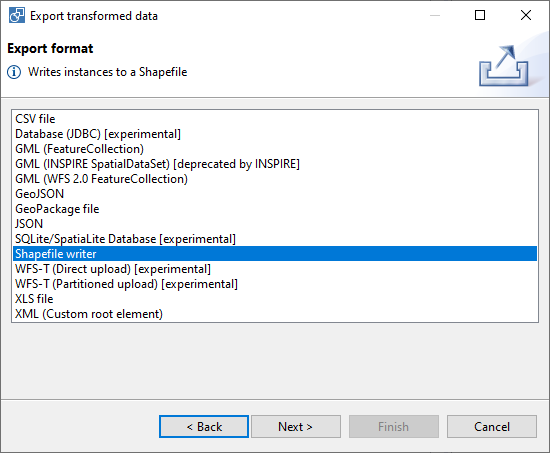 Export transformed data
Export format
Writes instances to a Shapefile
CSV file
Database (JDBC) [experimental]
GML (FeatureCollection)
GML (INSPIRE SpatialDataSet) [deprecated by INSPIRE]
GML (WFS 2.0 FeatureCollection)
GeoJSON
GeoPackage file
JSON
SQLite/SpatiaLite Database [experimental]
Shapefile writer
WFS-T (Direct upload) [experimental]
WFS-T (Partitioned upload) [experimental]
XLS file
XML (Custom root element)
< Back Next > Finish Cancel